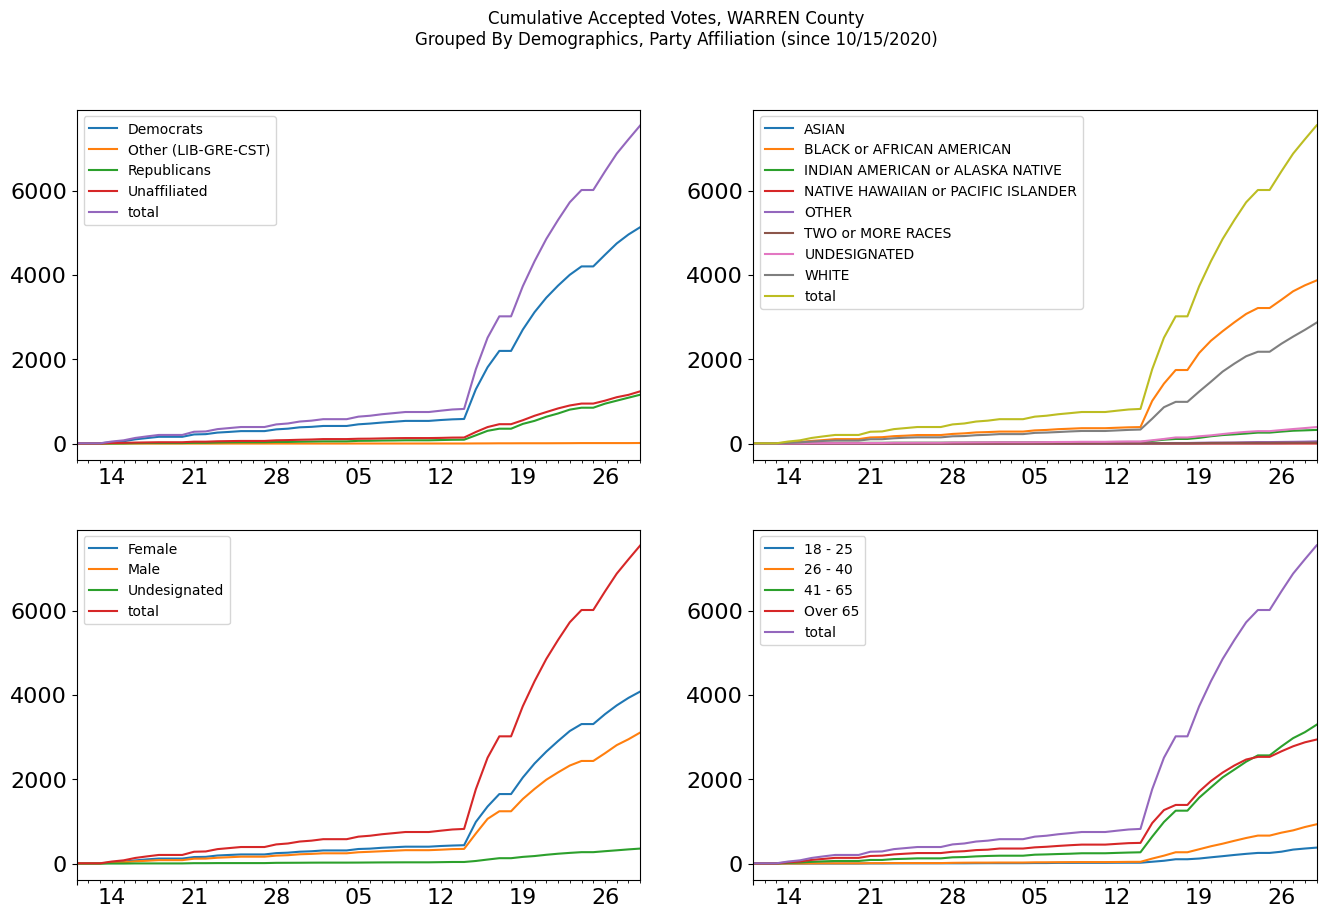 Cumulative Accepted Votes, WARREN County
Grouped By Demographics, Party Affiliation (since 10/15/2020)
Democrats
Other (LIB-GRE-CST)
Republicans
Unaffiliated
total
6000
4000
2000
0
14 21 28 05 12 19 26
ASIAN
BLACK or AFRICAN AMERICAN
INDIAN AMERICAN or ALASKA NATIVE
NATIVE HAWAIIAN or PACIFIC ISLANDER
OTHER
TWO or MORE RACES
UNDESIGNATED
WHITE
total
6000
4000
2000
0
14 21 28 05 12 19 26
Female
Male
Undesignated
total
6000
4000
2000
0
14 21 28 05 12 19 26
18 - 25
26 - 40
41 - 65
Over 65
total
6000
4000
2000
0
14 21 28 05 12 19 26